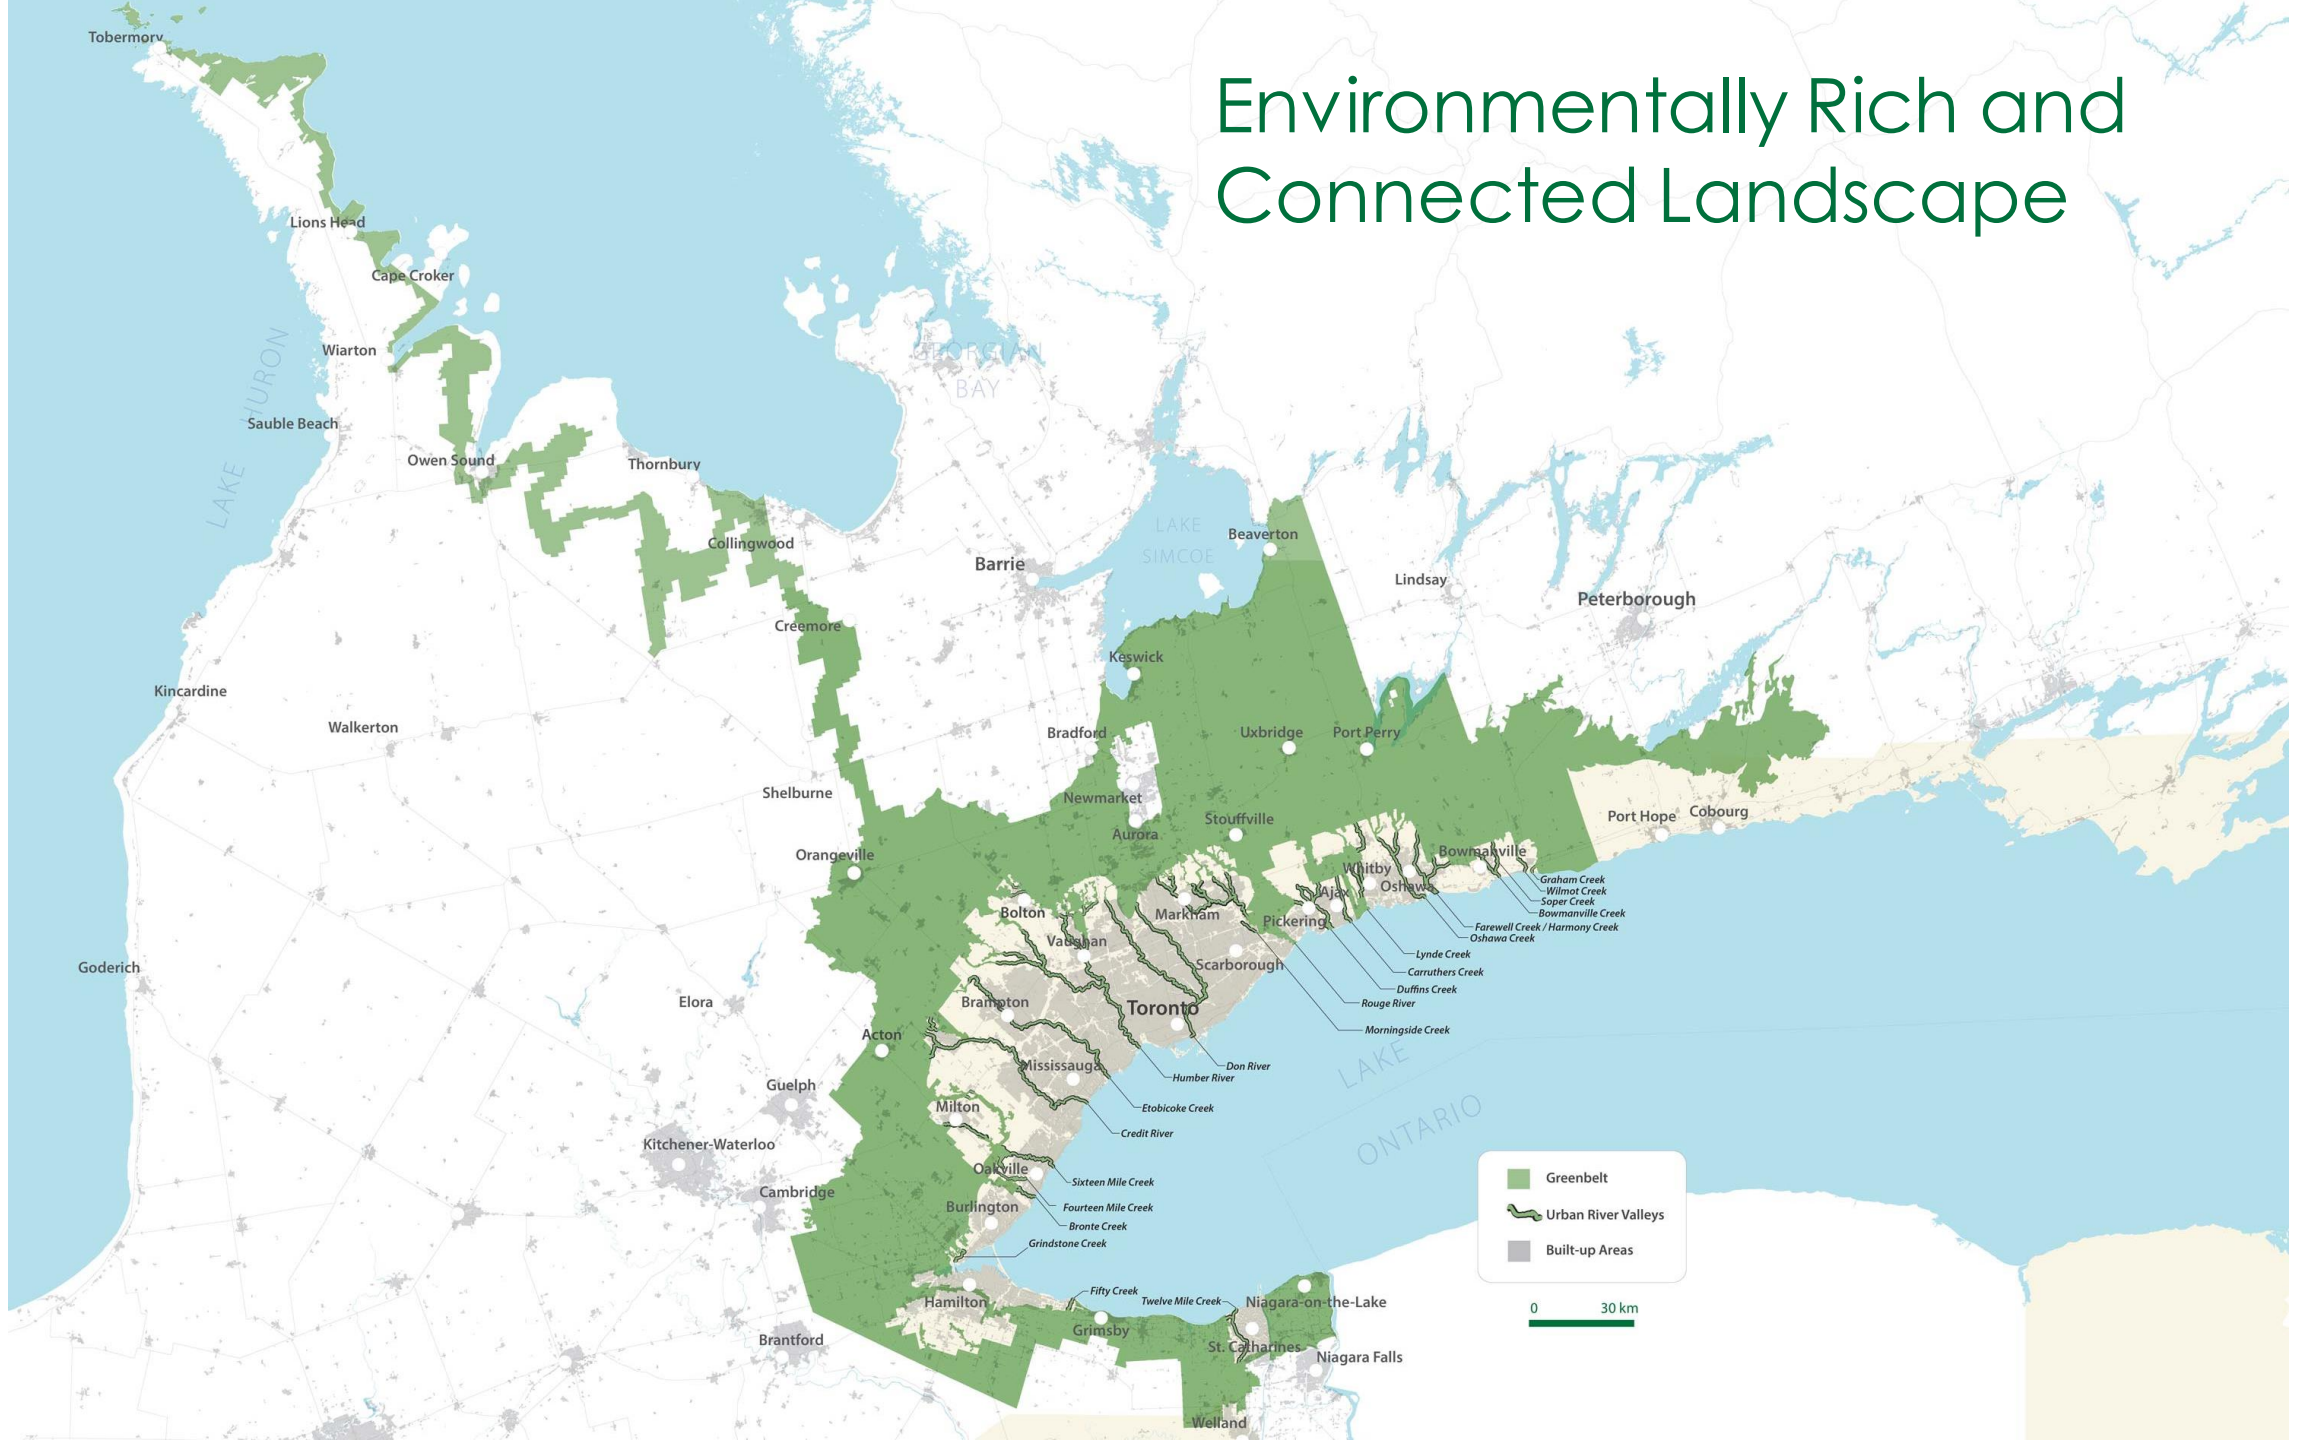 Environmentally Rich and
Connected Landscape
Tobermory
Lions Head
Cape Croker
Wiarton
LAKE HURON
GEORGIAN
BAY
Sauble Beach
Owen Sound
Thornbury
Collingwood
LAKE
SIMCOE
Beaverton
Barrie
Lindsay
Peterborough
Creemore
Keswick
Kincardine
Walkerton
Bradford
Uxbridge
Port Perry
Shelburne
Newmarket
Aurora
Stouffville
Port Hope
Cobourg
Orangeville
Bowmanville
Whitby
Oshawa
Ajax
Pickering
Markham
Bolton
Vaughan
Scarborough
Graham Creek
Wilmot Creek
Soper Creek
Bowmanville Creek
Farewell Creek / Harmony Creek
Oshawa Creek
Lynde Creek
Carruthers Creek
Duffins Creek
Rouge River
Morningside Creek
Goderich
Elora
Brampton
Toronto
Acton
Mississauga
Don River
Humber River
Guelph
Milton
Etobicoke Creek
Credit River
LAKE
ONTARIO
Kitchener-Waterloo
Oakville
Cambridge
Sixteen Mile Creek
Burlington
Fourteen Mile Creek
Bronte Creek
Grindstone Creek
Hamilton
Fifty Creek
Twelve Mile Creek
Niagara-on-the-Lake
Grimsby
Brantford
St. Catharines
Niagara Falls
Welland
Greenbelt
Urban River Valleys
Built-up Areas
0 30 km